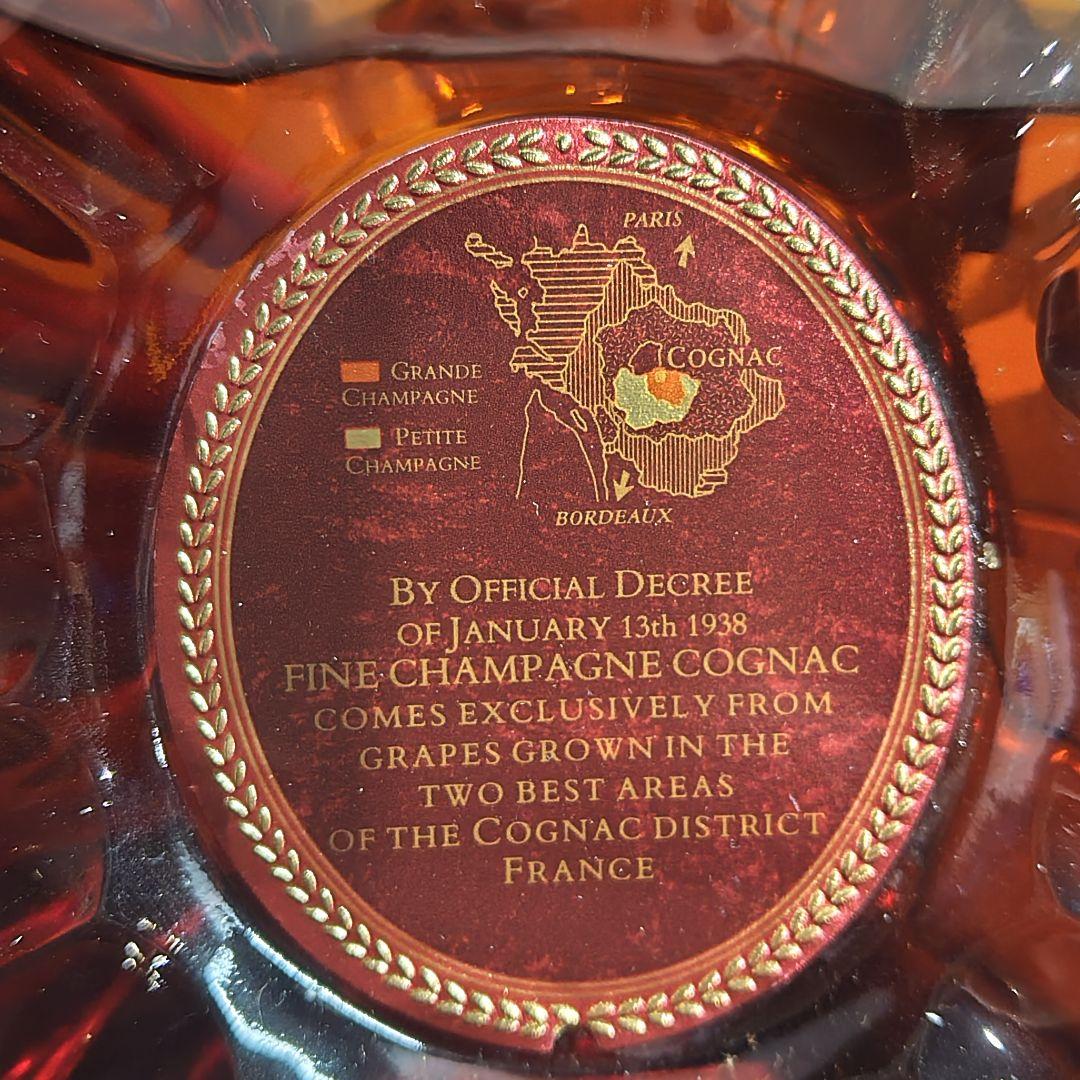 PARIS
COGNAC
GRANDE
CHAMPAGNE
PETITE
CHAMPAGNE
BORDEAUX
BY OFFICIAL DECREE
OF JANUARY 13th 1938
FINE CHAMPAGNE COGNAC
COMES EXCLUSIVELY FROM
GRAPES GROWN IN THE
TWO BEST AREAS
OF THE COGNAC DISTRICT
FRANCE